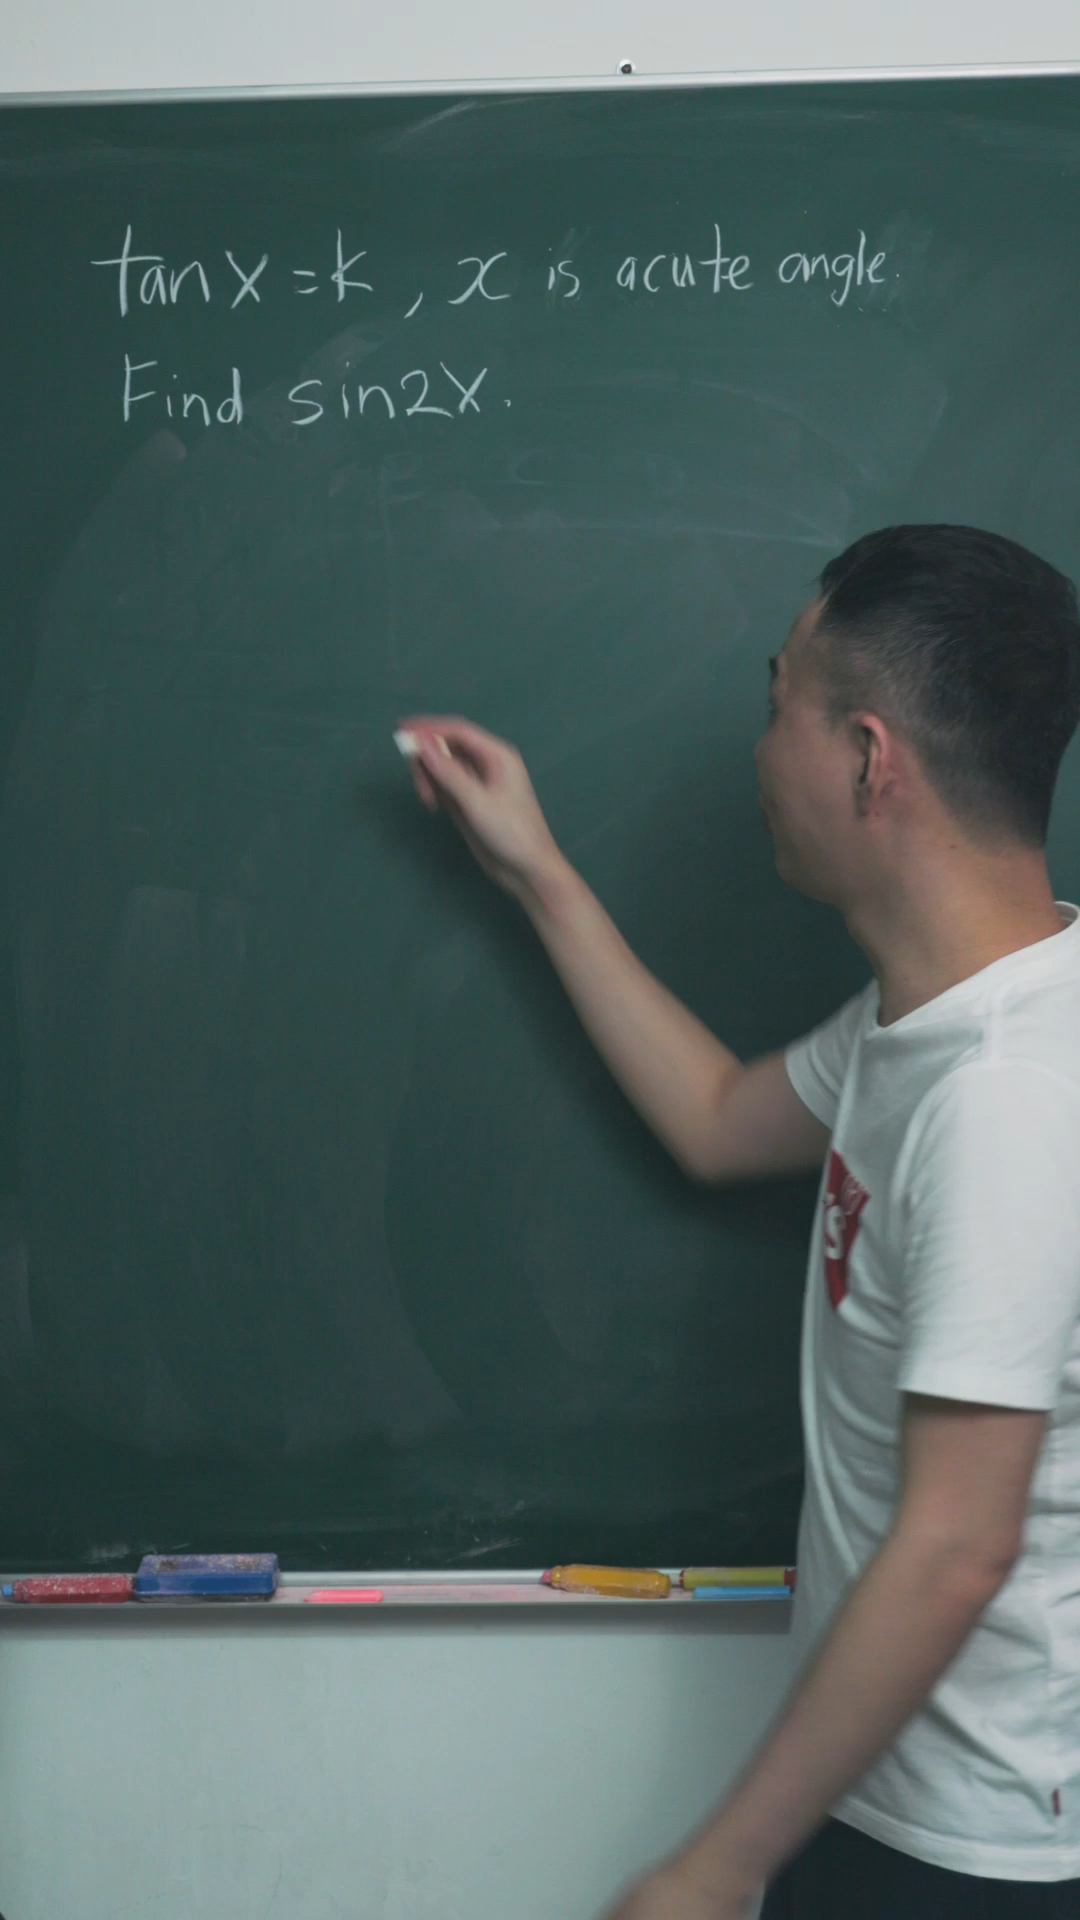 tan x = k , x is acute angle.
Find sin2x.